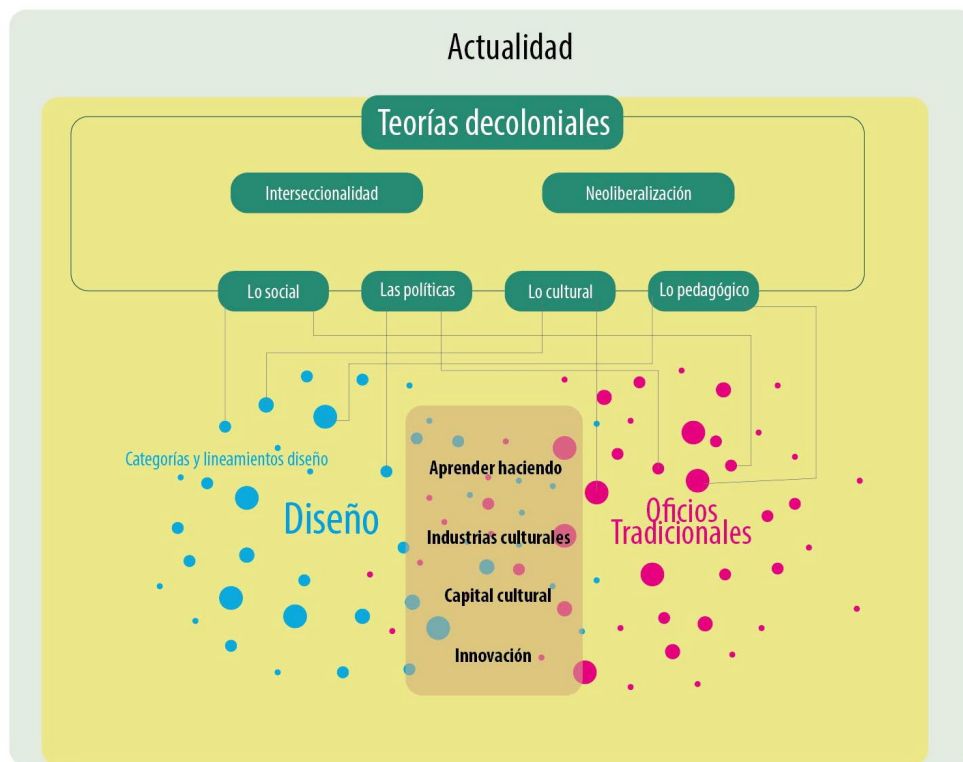 Actualidad
Teorías decoloniales
Interseccionalidad
Neoliberalización
Lo social
Las políticas
Lo cultural
Lo pedagógico
Categorías y lineamientos diseño
Diseño
Aprender haciendo
Industrias culturales
Capital cultural
Innovación
Oficios
Tradicionales